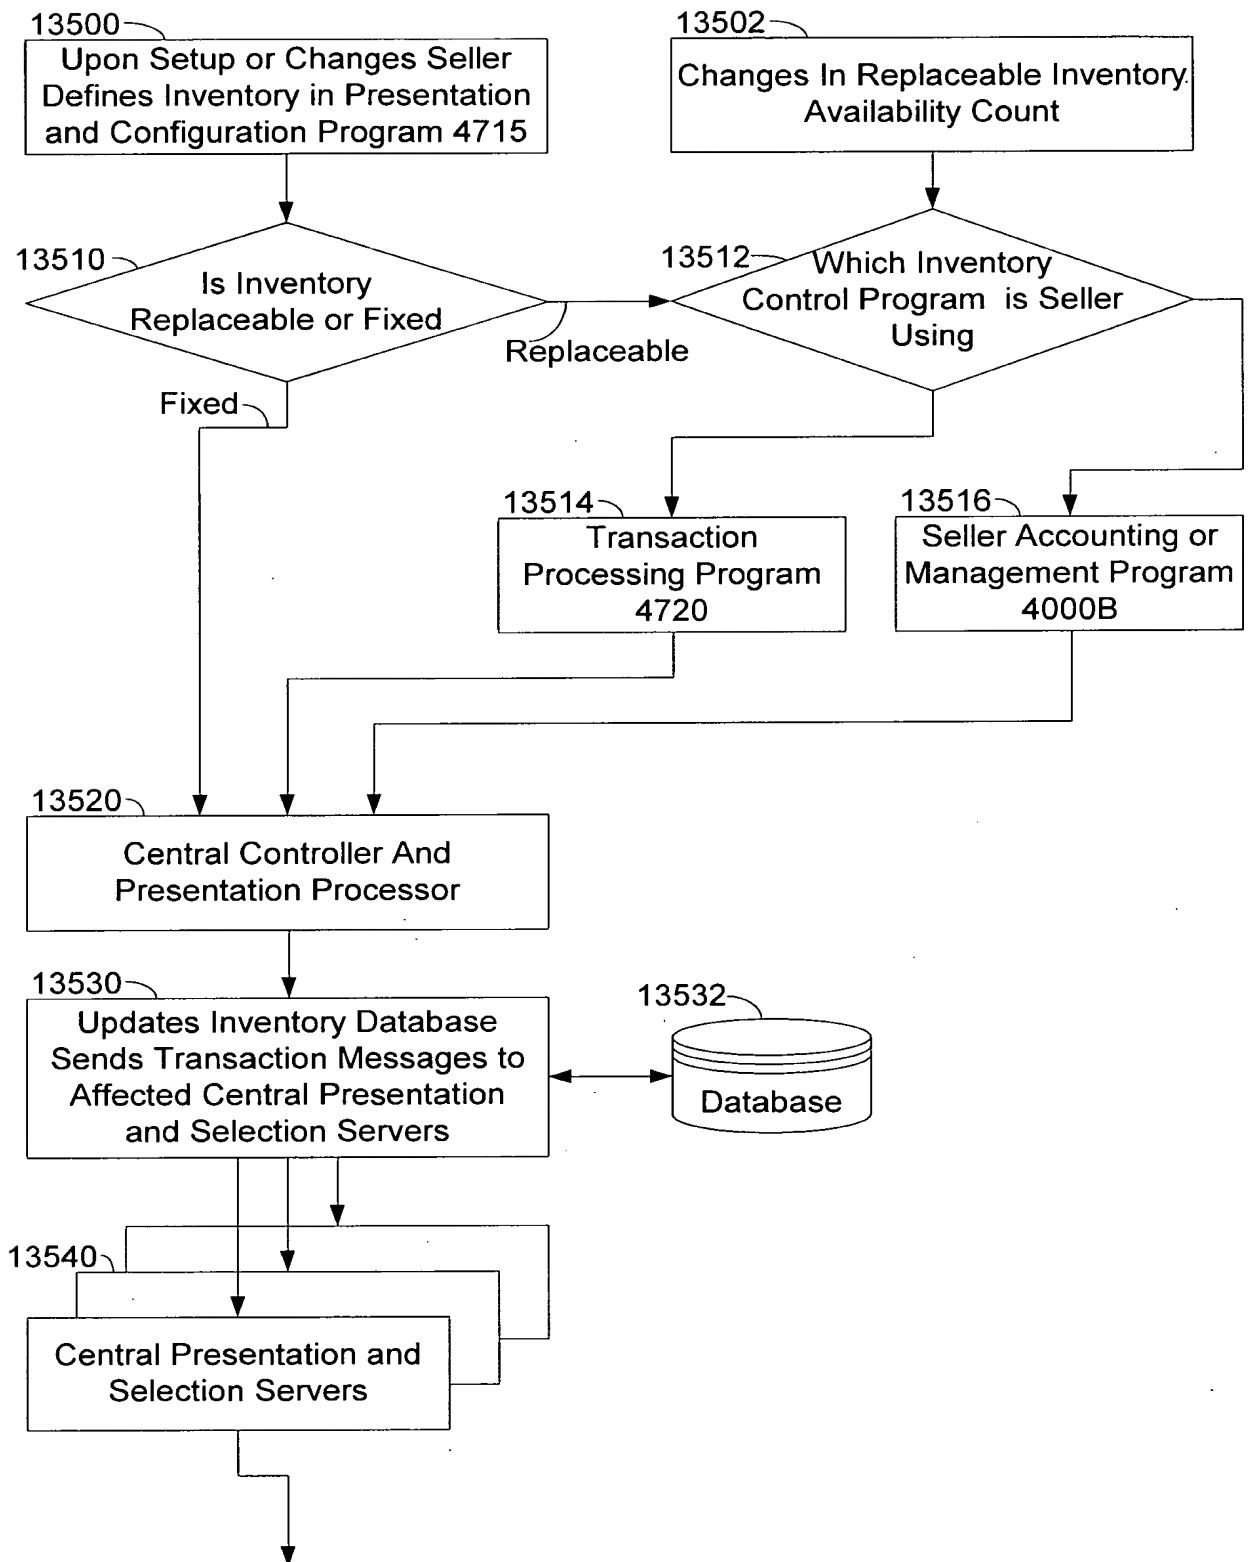 13500
Upon Setup or Changes Seller
Defines Inventory in Presentation
and Configuration Program 4715
13502
Changes In Replaceable Inventory
Availability Count
13510
Is Inventory
Replaceable or Fixed
Replaceable
Fixed
13512
Which Inventory
Control Program is Seller
Using
13514
Transaction
Processing Program
4720
13516
Seller Accounting or
Management Program
4000B
13520
Central Controller And
Presentation Processor
13530
Updates Inventory Database
Sends Transaction Messages to
Affected Central Presentation
and Selection Servers
13532
Database
13540
Central Presentation and
Selection Servers